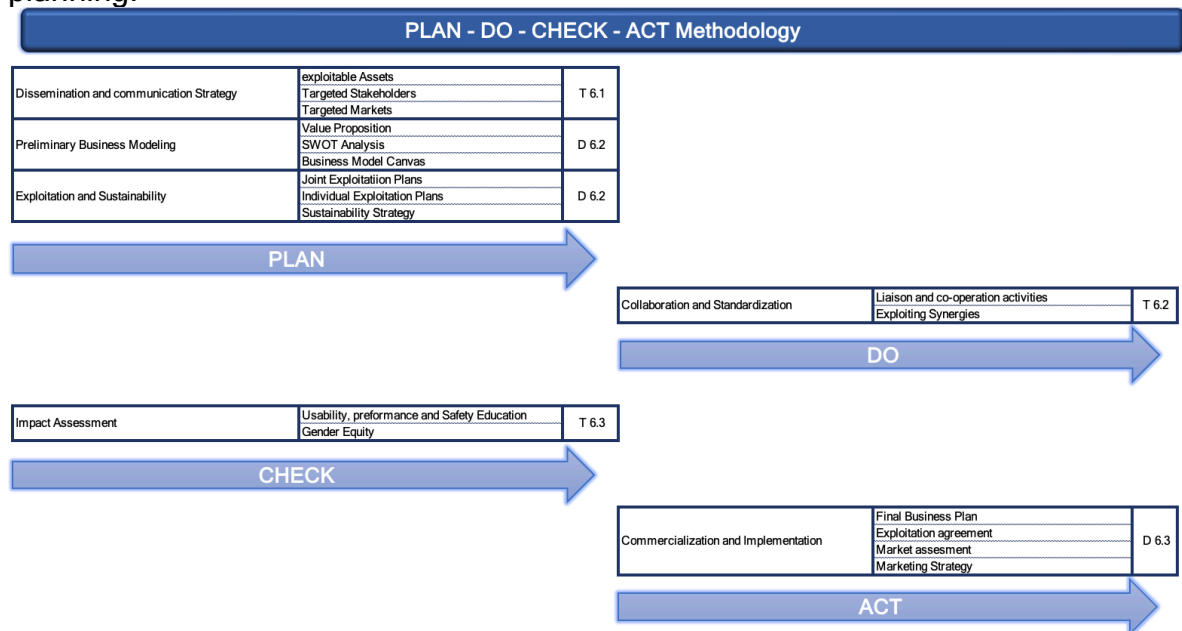 planning.
PLAN - DO - CHECK - ACT Methodology
Dissemination and communication Strategy
exploitable Assets
Targeted Stakeholders
Targeted Markets
T 6.1
Preliminary Business Modeling
Value Proposition
SWOT Analysis
Business Model Canvas
D 6.2
Exploitation and Sustainability
Joint Exploitatiion Plans
Individual Exploitation Plans
Sustainability Strategy
D 6.2
PLAN
Collaboration and Standardization
Liaison and co-operation activities
Exploiting Synergies
T 6.2
DO
Impact Assessment
Usability, preformance and Safety Education
Gender Equity
T 6.3
CHECK
Commercialization and Implementation
Final Business Plan
Exploitation agreement
Market assesment
Marketing Strategy
D 6.3
ACT